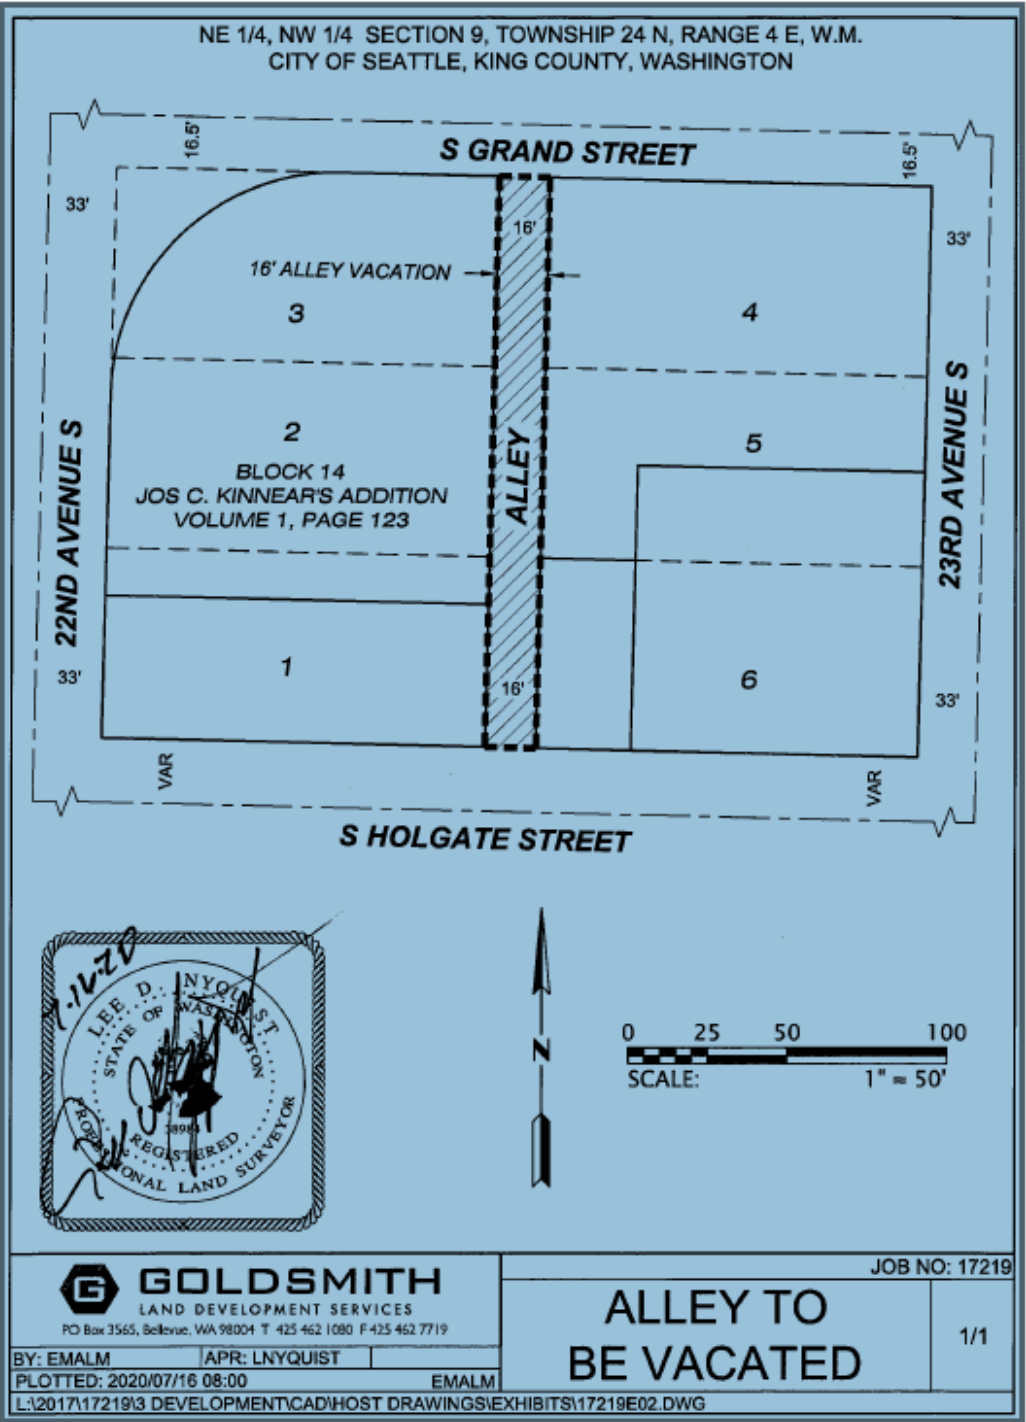 NE 1/4, NW 1/4 SECTION 9, TOWNSHIP 24 N, RANGE 4 E, W.M.
CITY OF SEATTLE, KING COUNTY, WASHINGTON
16.5'
S GRAND STREET
16.5'
33'
16'
33'
16' ALLEY VACATION
3
4
2
5
BLOCK 14
JOS C. KINNEAR'S ADDITION
VOLUME 1, PAGE 123
ALLEY
22ND AVENUE S
23RD AVENUE S
33'
1
16'
6
33'
VAR
VAR
S HOLGATE STREET
7.16.20
LEE D. NYQUIST
STATE OF WASHINGTON
REGISTERED
PROFESSIONAL LAND SURVEYOR
N
0 25 50 100
SCALE: 1" = 50'
G GOLDSMITH
LAND DEVELOPMENT SERVICES
PO Box 3565, Bellevue, WA 98004 T 425 462 1080 F 425 462 7719
BY: EMALM APR: LNYQUIST
PLOTTED: 2020/07/16 08:00 EMALM
L:\2017\17219\3 DEVELOPMENT\CAD\HOST DRAWINGS\EXHIBITS\17219E02.DWG
JOB NO: 17219
ALLEY TO
BE VACATED
1/1